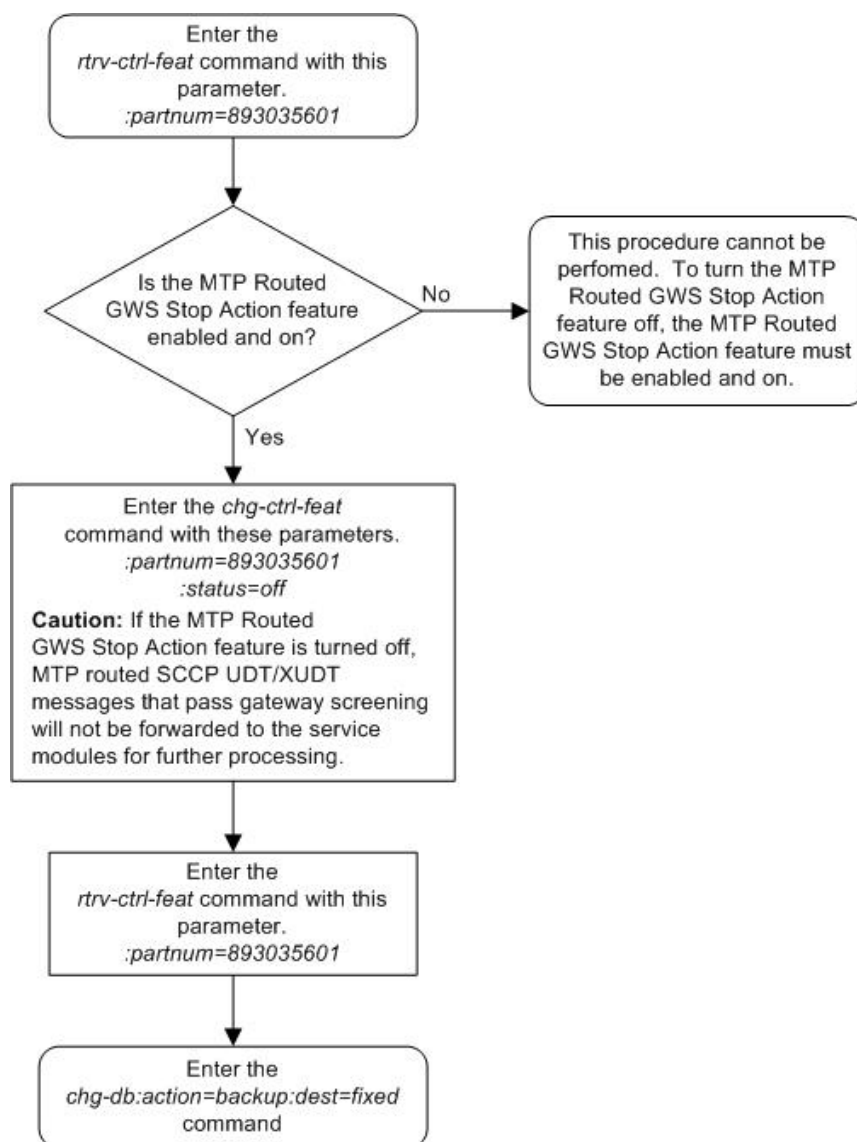 Enter the
rtrv-ctrl-feat command with this
parameter.
:partnum=893035601
Is the MTP Routed
GWS Stop Action feature
enabled and on?
No
This procedure cannot be
perfomed. To turn the MTP
Routed GWS Stop Action
feature off, the MTP Routed
GWS Stop Action feature must
be enabled and on.
Yes
Enter the chg-ctrl-feat
command with these parameters.
:partnum=893035601
:status=off
Caution: If the MTP Routed
GWS Stop Action feature is turned off,
MTP routed SCCP UDT/XUDT
messages that pass gateway screening
will not be forwarded to the service
modules for further processing.
Enter the
rtrv-ctrl-feat command with this
parameter.
:partnum=893035601
Enter the
chg-db:action=backup:dest=fixed
command